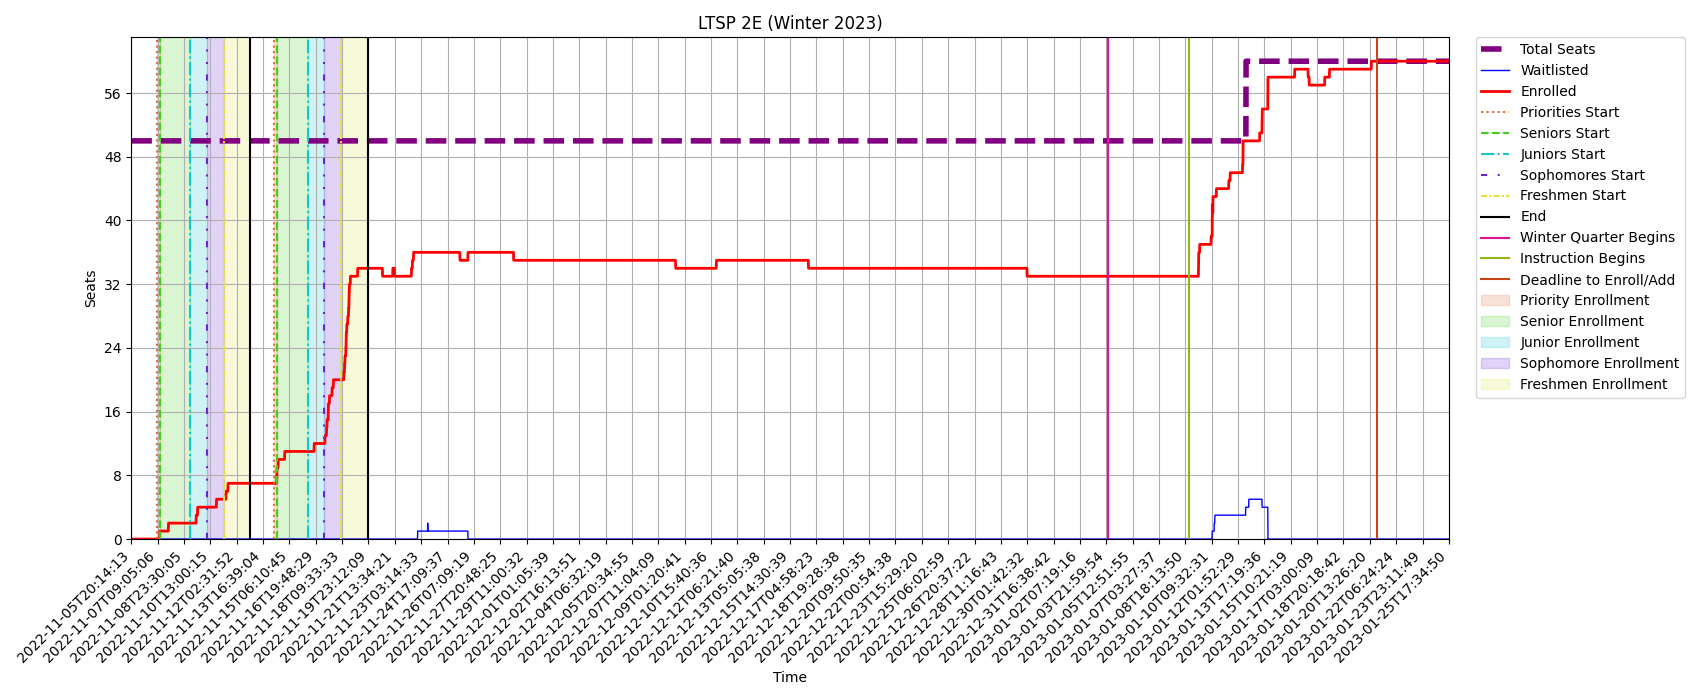 LTSP 2E (Winter 2023)
Seats
56
48
40
32
24
16
8
0
2022-11-05T20:14:13
2022-11-07T09:05:06
2022-11-08T23:30:05
2022-11-10T13:00:15
2022-11-12T02:31:52
2022-11-13T16:39:04
2022-11-15T06:10:45
2022-11-16T19:48:29
2022-11-18T09:33:33
2022-11-19T23:12:09
2022-11-21T13:34:21
2022-11-23T03:14:33
2022-11-24T17:09:37
2022-11-26T07:09:19
2022-11-27T20:48:25
2022-11-29T11:00:32
2022-12-01T01:05:39
2022-12-02T16:13:51
2022-12-04T06:32:19
2022-12-05T20:34:55
2022-12-07T11:04:09
2022-12-09T01:20:41
2022-12-10T15:40:36
2022-12-12T06:21:40
2022-12-13T05:05:38
2022-12-15T14:30:39
2022-12-17T04:58:23
2022-12-18T19:28:38
2022-12-20T09:50:35
2022-12-22T00:54:38
2022-12-23T15:29:20
2022-12-25T06:02:59
2022-12-26T20:37:22
2022-12-28T11:16:43
2022-12-30T01:42:32
2022-12-31T16:38:42
2023-01-02T07:19:16
2023-01-03T21:59:54
2023-01-05T12:51:55
2023-01-07T03:27:37
2023-01-08T18:13:50
2023-01-10T09:32:31
2023-01-12T01:52:29
2023-01-13T17:19:36
2023-01-15T10:21:19
2023-01-17T03:00:09
2023-01-18T20:18:42
2023-01-20T13:26:20
2023-01-22T06:24:24
2023-01-23T23:11:49
2023-01-25T17:34:50
Time
Total Seats
Waitlisted
Enrolled
Priorities Start
Seniors Start
Juniors Start
Sophomores Start
Freshmen Start
End
Winter Quarter Begins
Instruction Begins
Deadline to Enroll/Add
Priority Enrollment
Senior Enrollment
Junior Enrollment
Sophomore Enrollment
Freshmen Enrollment